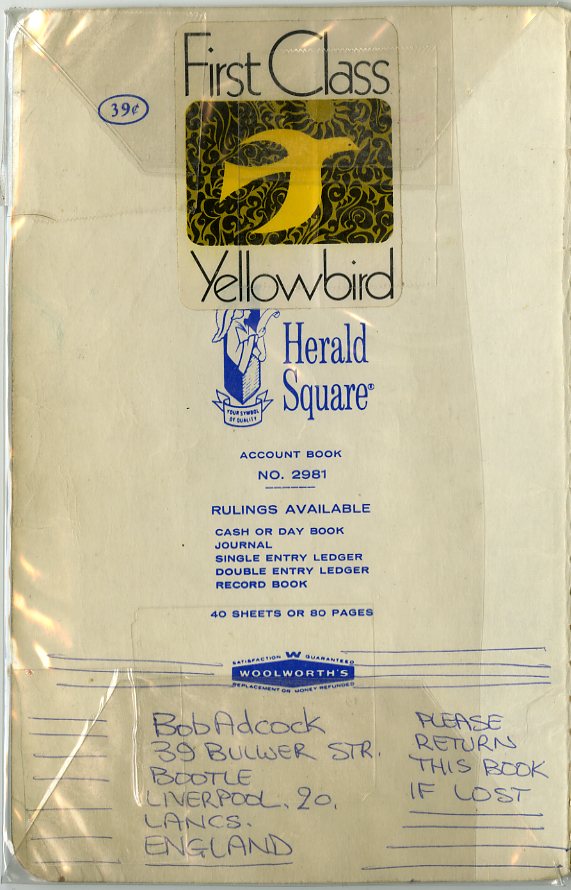 First Class
39¢
Yellowbird
Herald
Square®
YOUR SYMBOL
OF QUALITY
ACCOUNT BOOK
NO. 2981
RULINGS AVAILABLE
CASH OR DAY BOOK
JOURNAL
SINGLE ENTRY LEDGER
DOUBLE ENTRY LEDGER
RECORD BOOK
40 SHEETS OR 80 PAGES
SATISFACTION W GUARANTEED
WOOLWORTH'S
REPLACEMENT OR MONEY REFUNDED
Bob Adcock
39 BULWER STR.
BOOTLE
LIVERPOOL. 20.
LANCS.
ENGLAND
PLEASE
RETURN
THIS BOOK
IF LOST